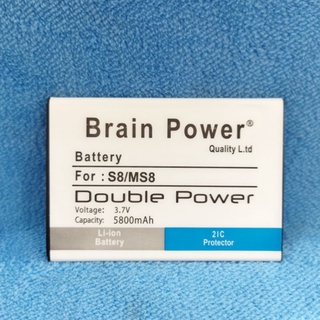 Brain Power®
Quality L.td
Battery
For : S8/MS8
Double Power
Voltage: 3.7V
Capacity: 5800mAh
Li-ion Battery
2IC Protector